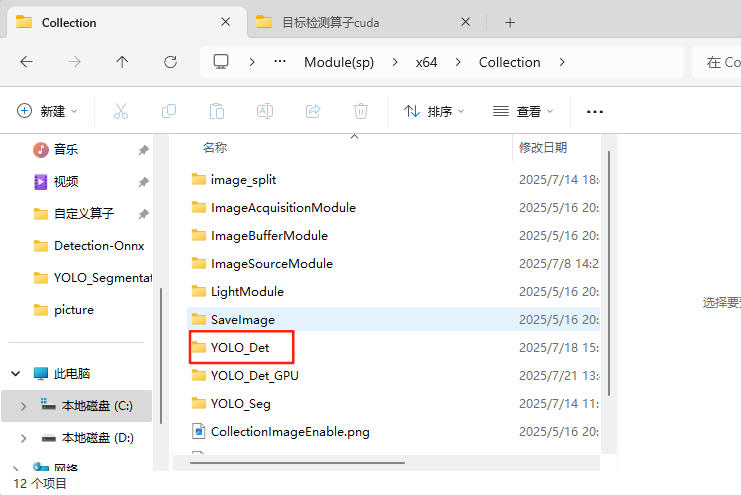 Collection
目标检测算子cuda
Module(sp) x64 Collection 在 Co
新建 排序 查看
音乐
视频
自定义算子
Detection-Onnx
YOLO_Segmentat
picture
此电脑
本地磁盘 (C:)
本地磁盘 (D:)
网络
名称 修改日期
image_split 2025/7/14 18:
ImageAcquisitionModule 2025/5/16 20:
ImageBufferModule 2025/5/16 20:
ImageSourceModule 2025/7/8 14:2
LightModule 2025/5/16 20:
SaveImage 2025/5/16 20:
YOLO_Det 2025/7/18 15:
YOLO_Det_GPU 2025/7/21 13:
YOLO_Seg 2025/7/14 11:
CollectionImageEnable.png 2025/5/16 20:
选择要
12 个项目